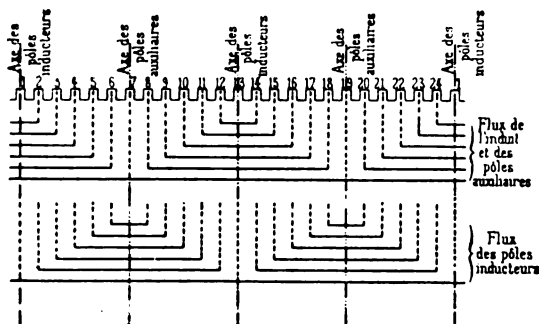 Axe des pôles inducteurs
Axe des pôles auxiliaires
Axe des pôles inducteurs
Axe des pôles auxiliaires
Axe des pôles inducteurs
1 2 3 4 5 6 7 8 9 10 11 12 13 14 15 16 17 18 19 20 21 22 23 24 1
Flux de
l'induit
et des
pôles
auxiliaires
Flux
des pôles
inducteurs